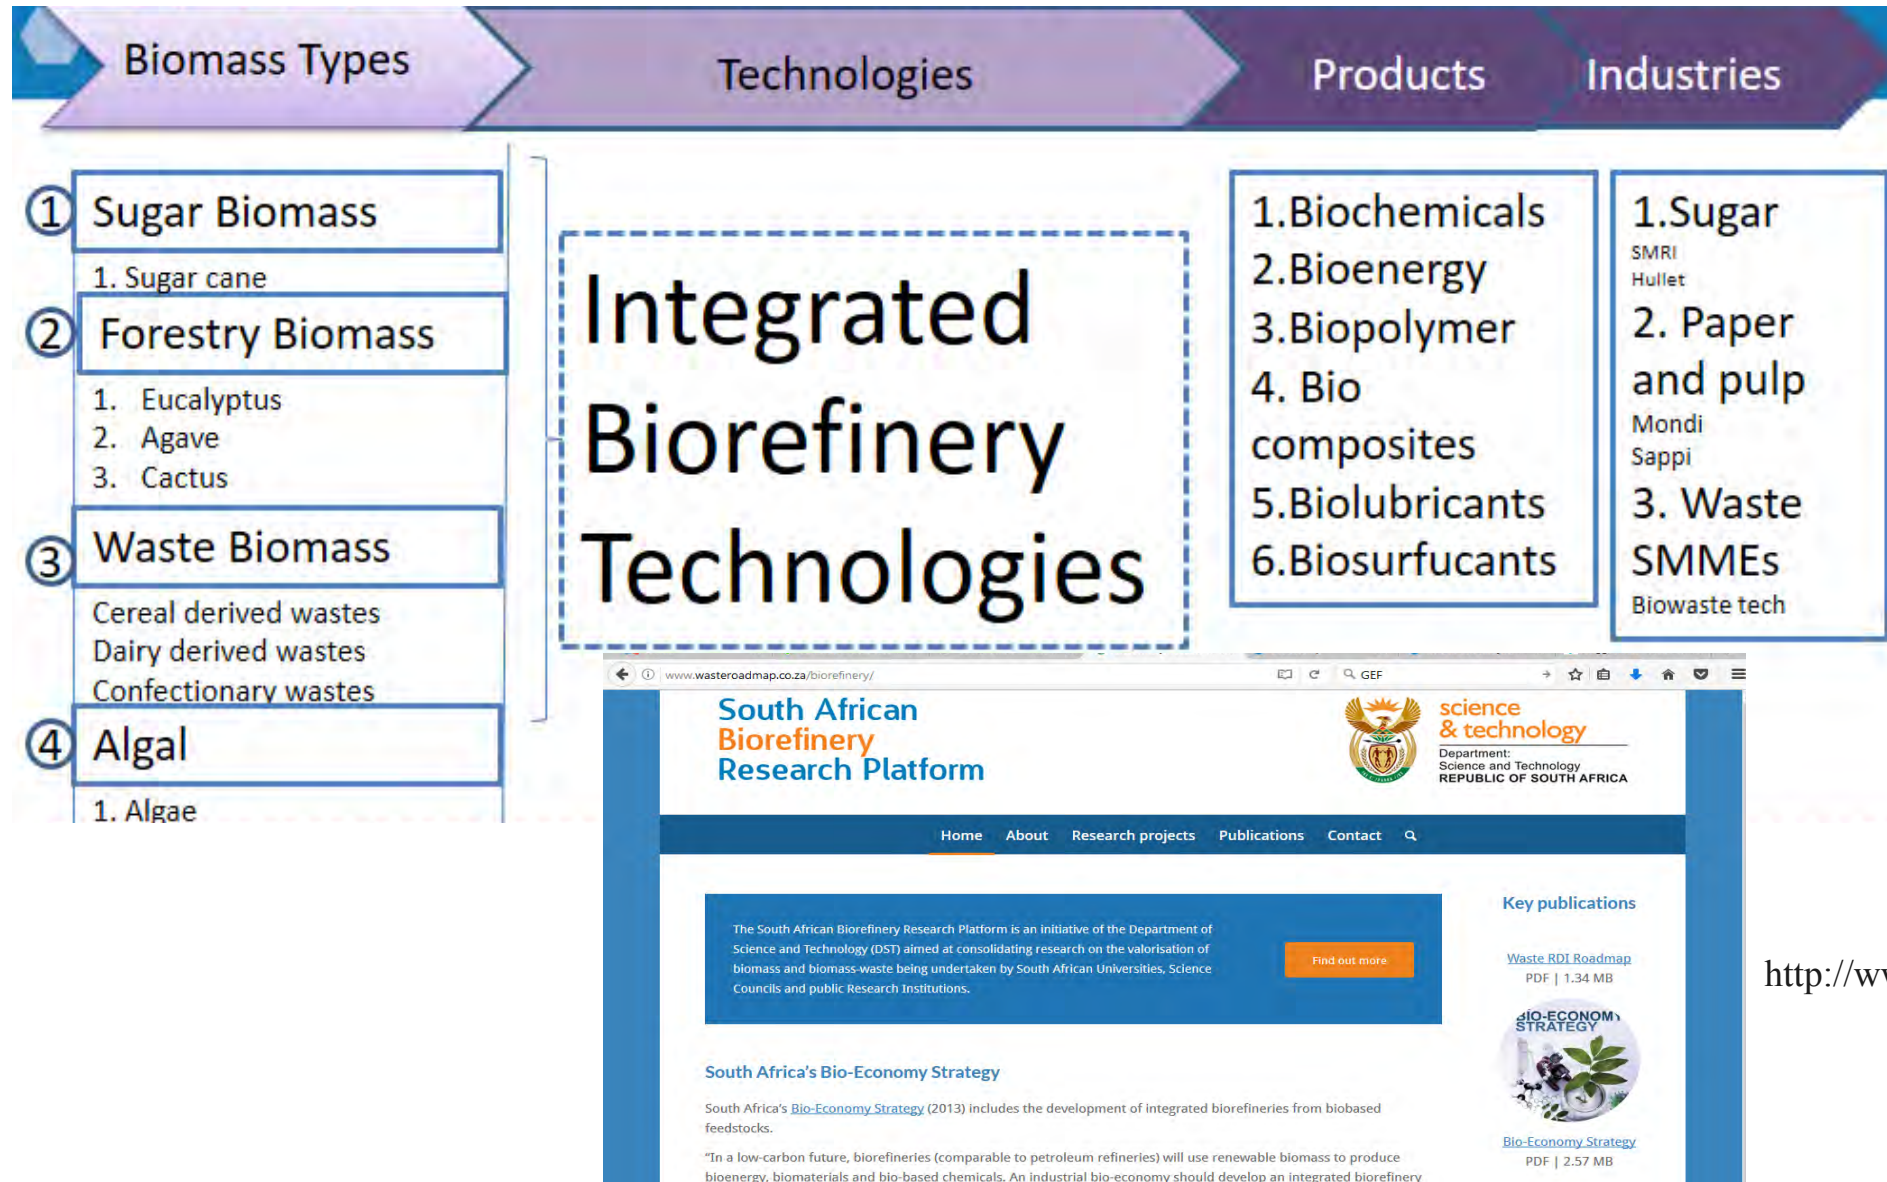 Biomass Types
Technologies
Products
Industries
1 Sugar Biomass
1. Sugar cane
2 Forestry Biomass
1. Eucalyptus
2. Agave
3. Cactus
3 Waste Biomass
Cereal derived wastes
Dairy derived wastes
Confectionary wastes
4 Algal
1. Algae
Integrated
Biorefinery
Technologies
1.Biochemicals
2.Bioenergy
3.Biopolymer
4. Bio
composites
5.Biolubricants
6.Biosurfucants
1.Sugar
SMRI
Hullet
2. Paper
and pulp
Mondi
Sappi
3. Waste
SMMEs
Biowaste tech
www.wasteroadmap.co.za/biorefinery/
GEF
South African
Biorefinery
Research Platform
science
& technology
Department:
Science and Technology
REPUBLIC OF SOUTH AFRICA
Home About Research projects Publications Contact
The South African Biorefinery Research Platform is an initiative of the Department of
Science and Technology (DST) aimed at consolidating research on the valorisation of
biomass and biomass-waste being undertaken by South African Universities, Science
Councils and public Research Institutions.
Find out more
Key publications
Waste RDI Roadmap
PDF | 1.34 MB
BIO-ECONOMY
STRATEGY
Bio-Economy Strategy
PDF | 2.57 MB
South Africa's Bio-Economy Strategy
South Africa's Bio-Economy Strategy (2013) includes the development of integrated biorefineries from biobased
feedstocks.
"In a low-carbon future, biorefineries (comparable to petroleum refineries) will use renewable biomass to produce
bioenergy, biomaterials and bio-based chemicals. An industrial bio-economy should develop an integrated biorefinery
http://w